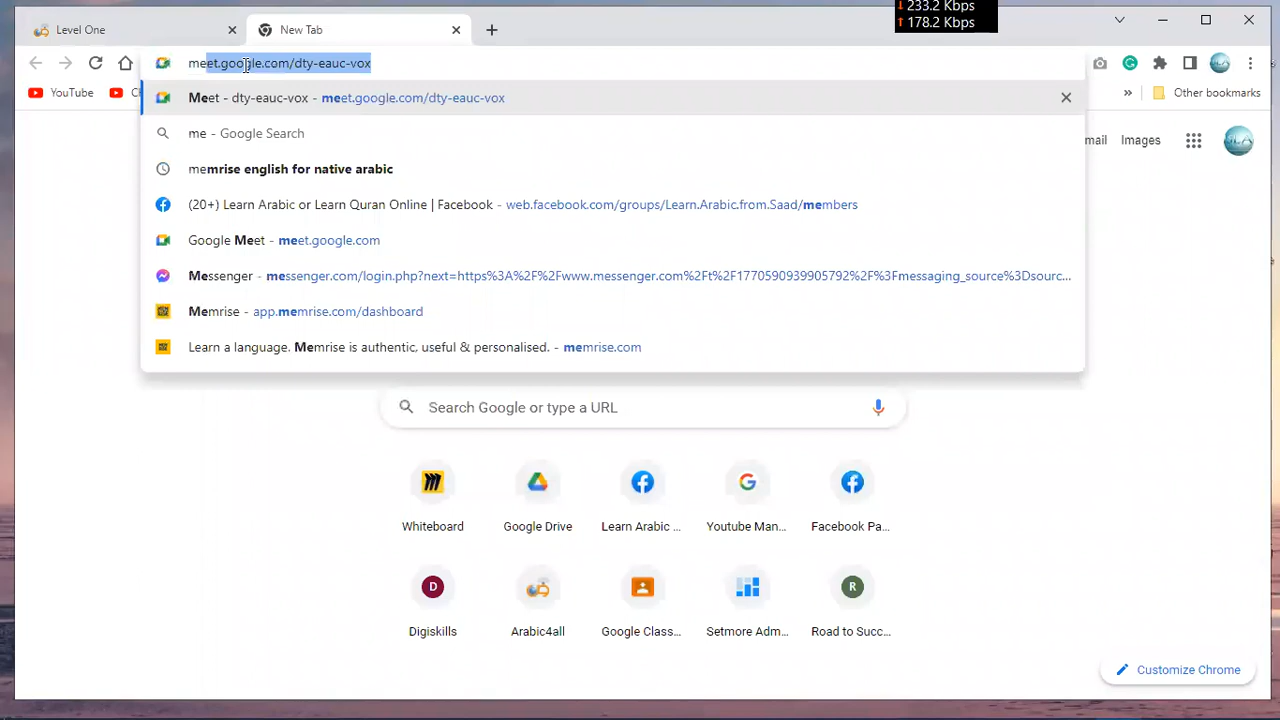 233.2 Kbps
178.2 Kbps
Level One
New Tab
meet.google.com/dty-eauc-vox
YouTube
Other bookmarks
Meet - dty-eauc-vox - meet.google.com/dty-eauc-vox
me - Google Search
memrise english for native arabic
(20+) Learn Arabic or Learn Quran Online | Facebook - web.facebook.com/groups/Learn.Arabic.from.Saad/members
Google Meet - meet.google.com
Messenger - messenger.com/login.php?next=https%3A%2F%2Fwww.messenger.com%2Ft%2F1770590939905792%2F%3Fmessaging_source%3Dsourc...
Memrise - app.memrise.com/dashboard
Learn a language. Memrise is authentic, useful & personalised. - memrise.com
mail Images
Search Google or type a URL
Whiteboard
Google Drive
Learn Arabic ...
Youtube Man...
Facebook Pa...
D
R
Digiskills
Arabic4all
Google Class...
Setmore Adm...
Road to Succ...
Customize Chrome